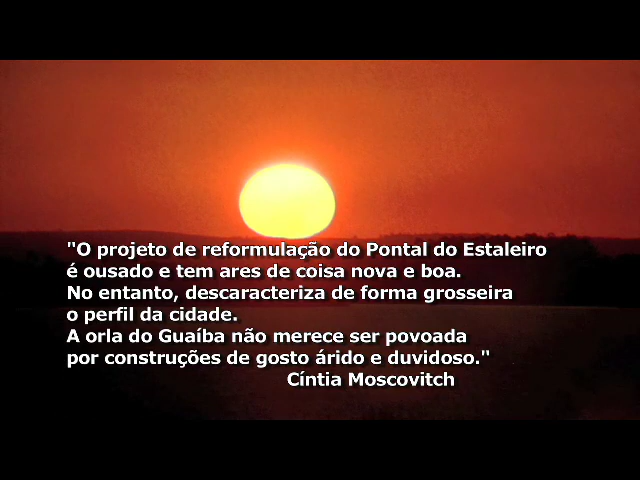 "O projeto de reformulação do Pontal do Estaleiro
é ousado e tem ares de coisa nova e boa.
No entanto, descaracteriza de forma grosseira
o perfil da cidade.
A orla do Guaíba não merece ser povoada
por construções de gosto árido e duvidoso."
Cíntia Moscovitch